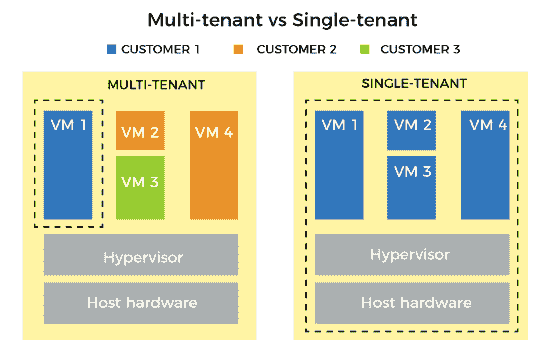 Multi-tenant vs Single-tenant
CUSTOMER 1 CUSTOMER 2 CUSTOMER 3
MULTI-TENANT
VM 1 VM 2 VM 4
VM 3
Hypervisor
Host hardware
SINGLE-TENANT
VM 1 VM 2 VM 4
VM 3
Hypervisor
Host hardware